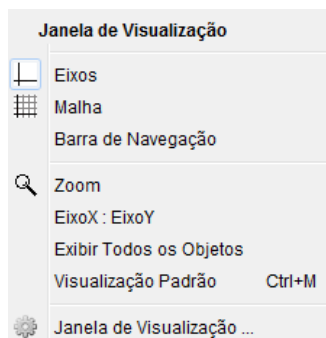 Janela de Visualização
Eixos
Malha
Barra de Navegação
Zoom
EixoX : EixoY
Exibir Todos os Objetos
Visualização Padrão Ctrl+M
Janela de Visualização ...